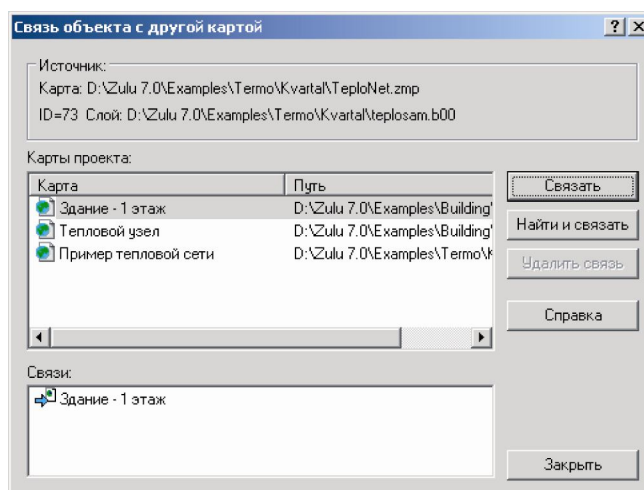 Связь объекта с другой картой
Источник:
Карта: D:\Zulu 7.0\Examples\Termo\Kvartal\TeploNet.zmp
ID=73 Слой: D:\Zulu 7.0\Examples\Termo\Kvartal\teplosam.b00
Карты проекта:
Карта Путь
Здание - 1 этаж D:\Zulu 7.0\Examples\Building\
Тепловой узел D:\Zulu 7.0\Examples\Building\
Пример тепловой сети D:\Zulu 7.0\Examples\Termo\K
Связать
Найти и связать
Удалить связь
Справка
Связи:
Здание - 1 этаж
Закрыть